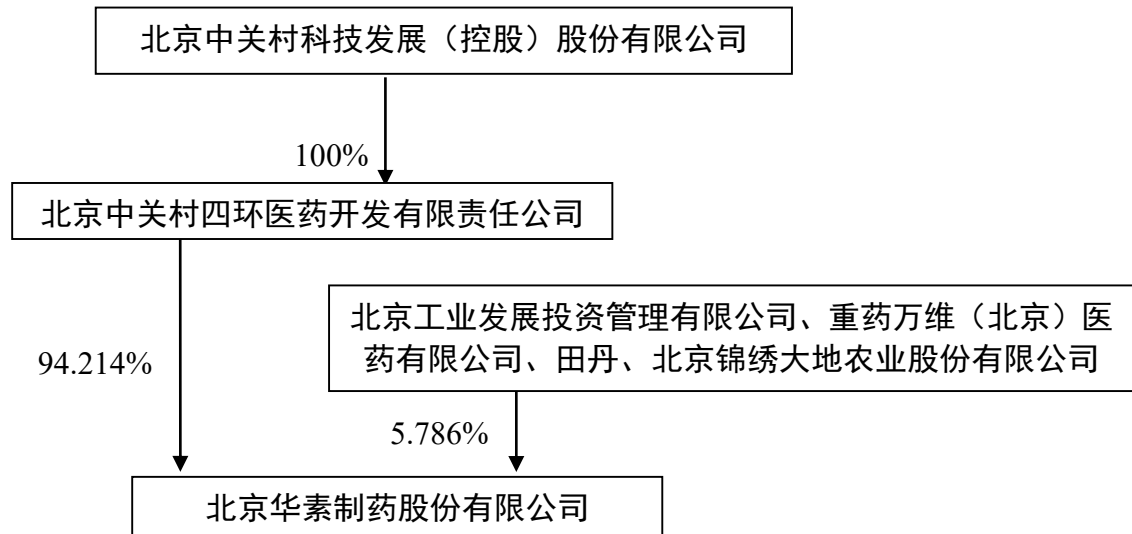 北京中关村科技发展（控股）股份有限公司
100%
北京中关村四环医药开发有限责任公司
北京工业发展投资管理有限公司、重药万维（北京）医
药有限公司、田丹、北京锦绣大地农业股份有限公司
94.214%
5.786%
北京华素制药股份有限公司